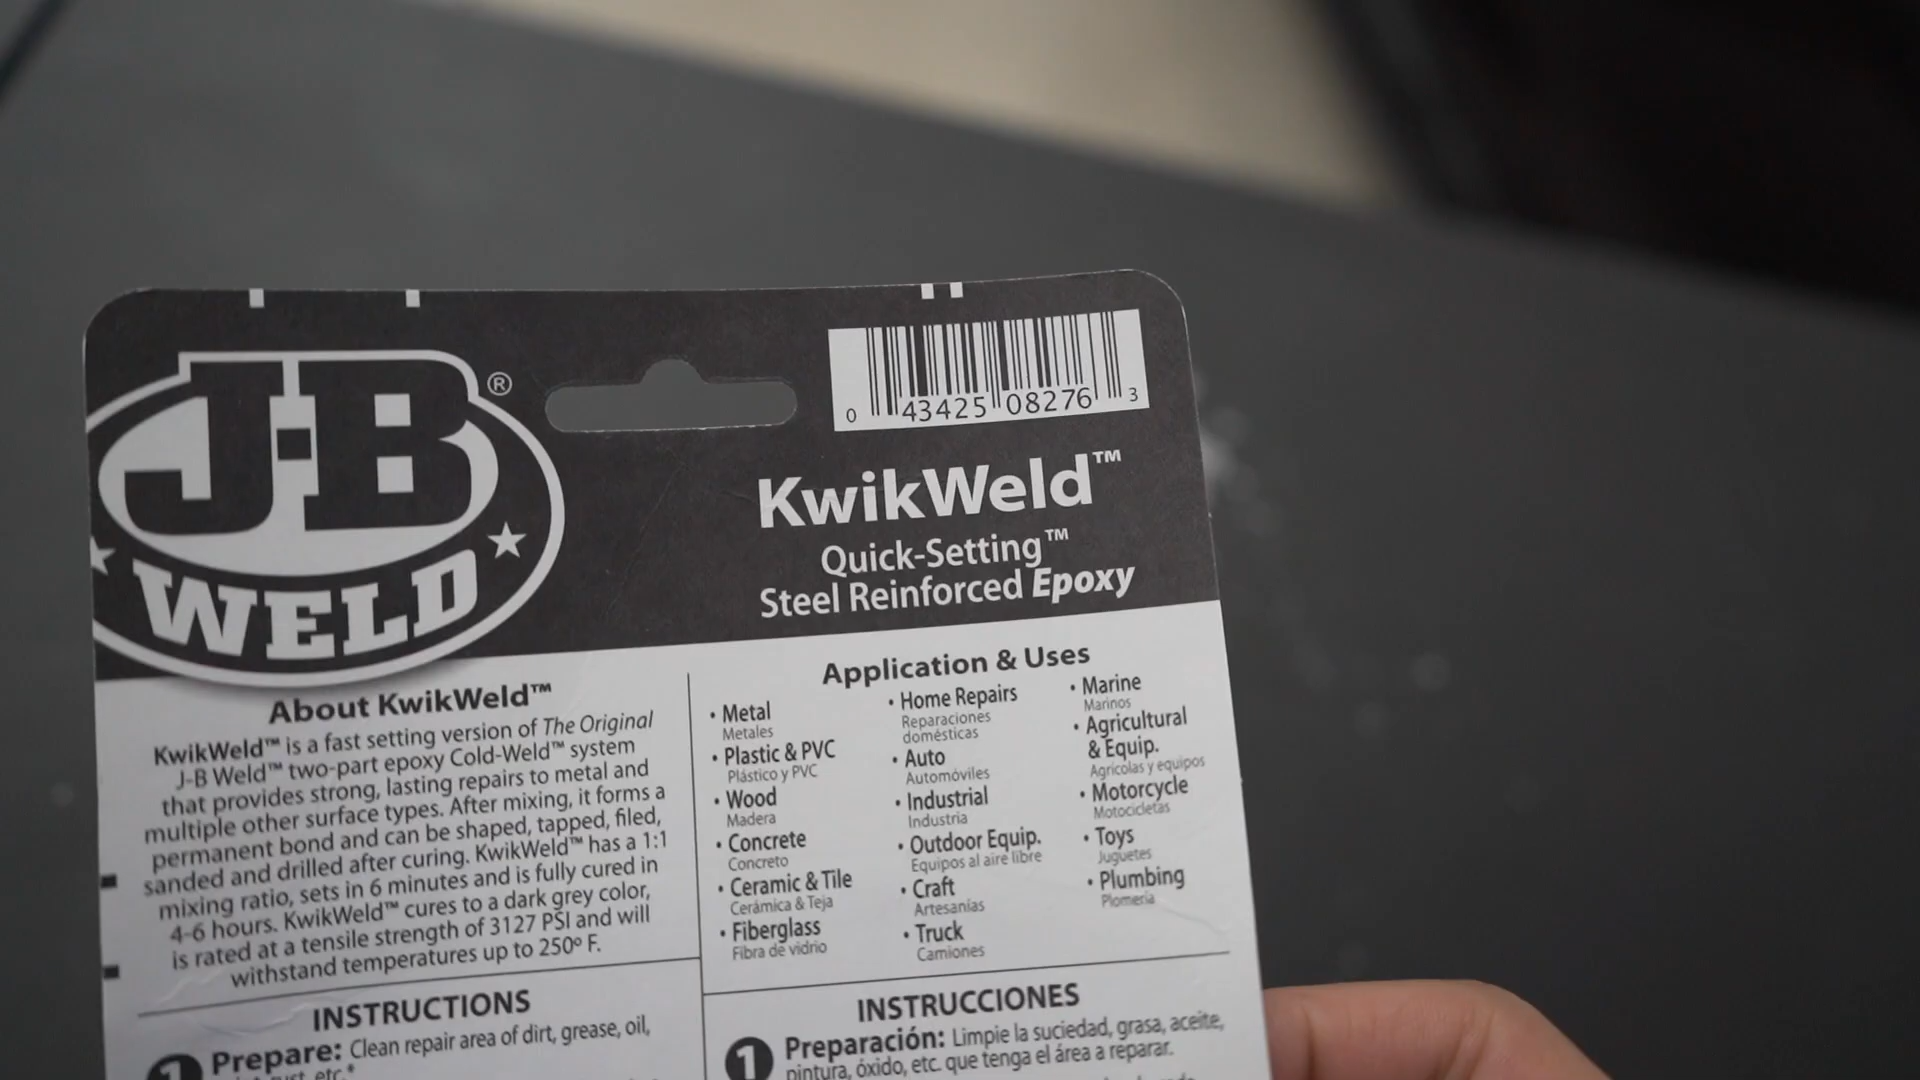 J-B
WELD
®
0 43425 08276 3
KwikWeld™
Quick-Setting™
Steel Reinforced Epoxy
About KwikWeld™
KwikWeld™ is a fast setting version of The Original
J-B Weld™ two-part epoxy Cold-Weld™ system
that provides strong, lasting repairs to metal and
multiple other surface types. After mixing, it forms a
permanent bond and can be shaped, tapped, filed,
sanded and drilled after curing. KwikWeld™ has a 1:1
mixing ratio, sets in 6 minutes and is fully cured in
4-6 hours. KwikWeld™ cures to a dark grey color,
is rated at a tensile strength of 3127 PSI and will
withstand temperatures up to 250º F.
Application & Uses
• Metal
Metales
• Plastic & PVC
Plástico y PVC
• Wood
Madera
• Concrete
Concreto
• Ceramic & Tile
Cerámica & Teja
• Fiberglass
Fibra de vidrio
• Home Repairs
Reparaciones
domésticas
• Auto
Automóviles
• Industrial
Industria
• Outdoor Equip.
Equipos al aire libre
• Craft
Artesanías
• Truck
Camiones
• Marine
Marinos
• Agricultural
& Equip.
Agrícolas y equipos
• Motorcycle
Motocicletas
• Toys
Juguetes
• Plumbing
Plomería
INSTRUCTIONS
1 Prepare: Clean repair area of dirt, grease, oil,
etc.*
INSTRUCCIONES
1 Preparación: Limpie la suciedad, grasa, aceite,
pintura, óxido, etc. que tenga el área a reparar.